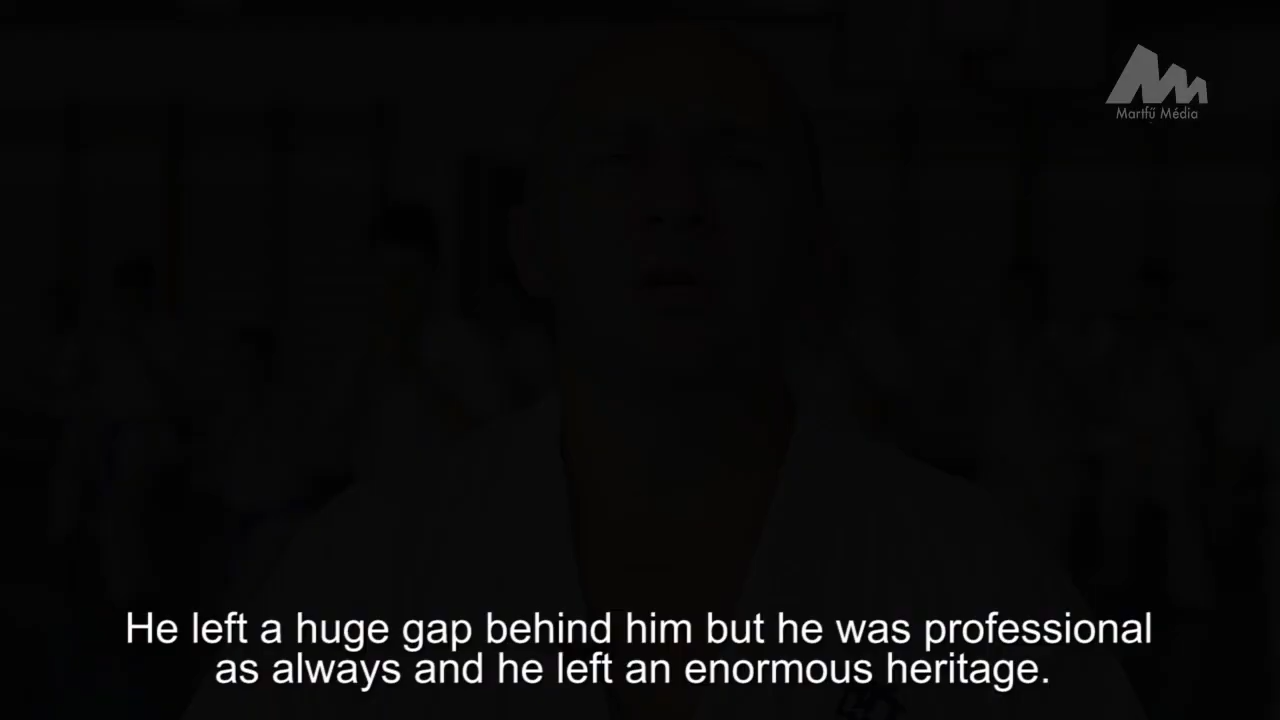 Martfű Média
He left a huge gap behind him but he was professional
as always and he left an enormous heritage.